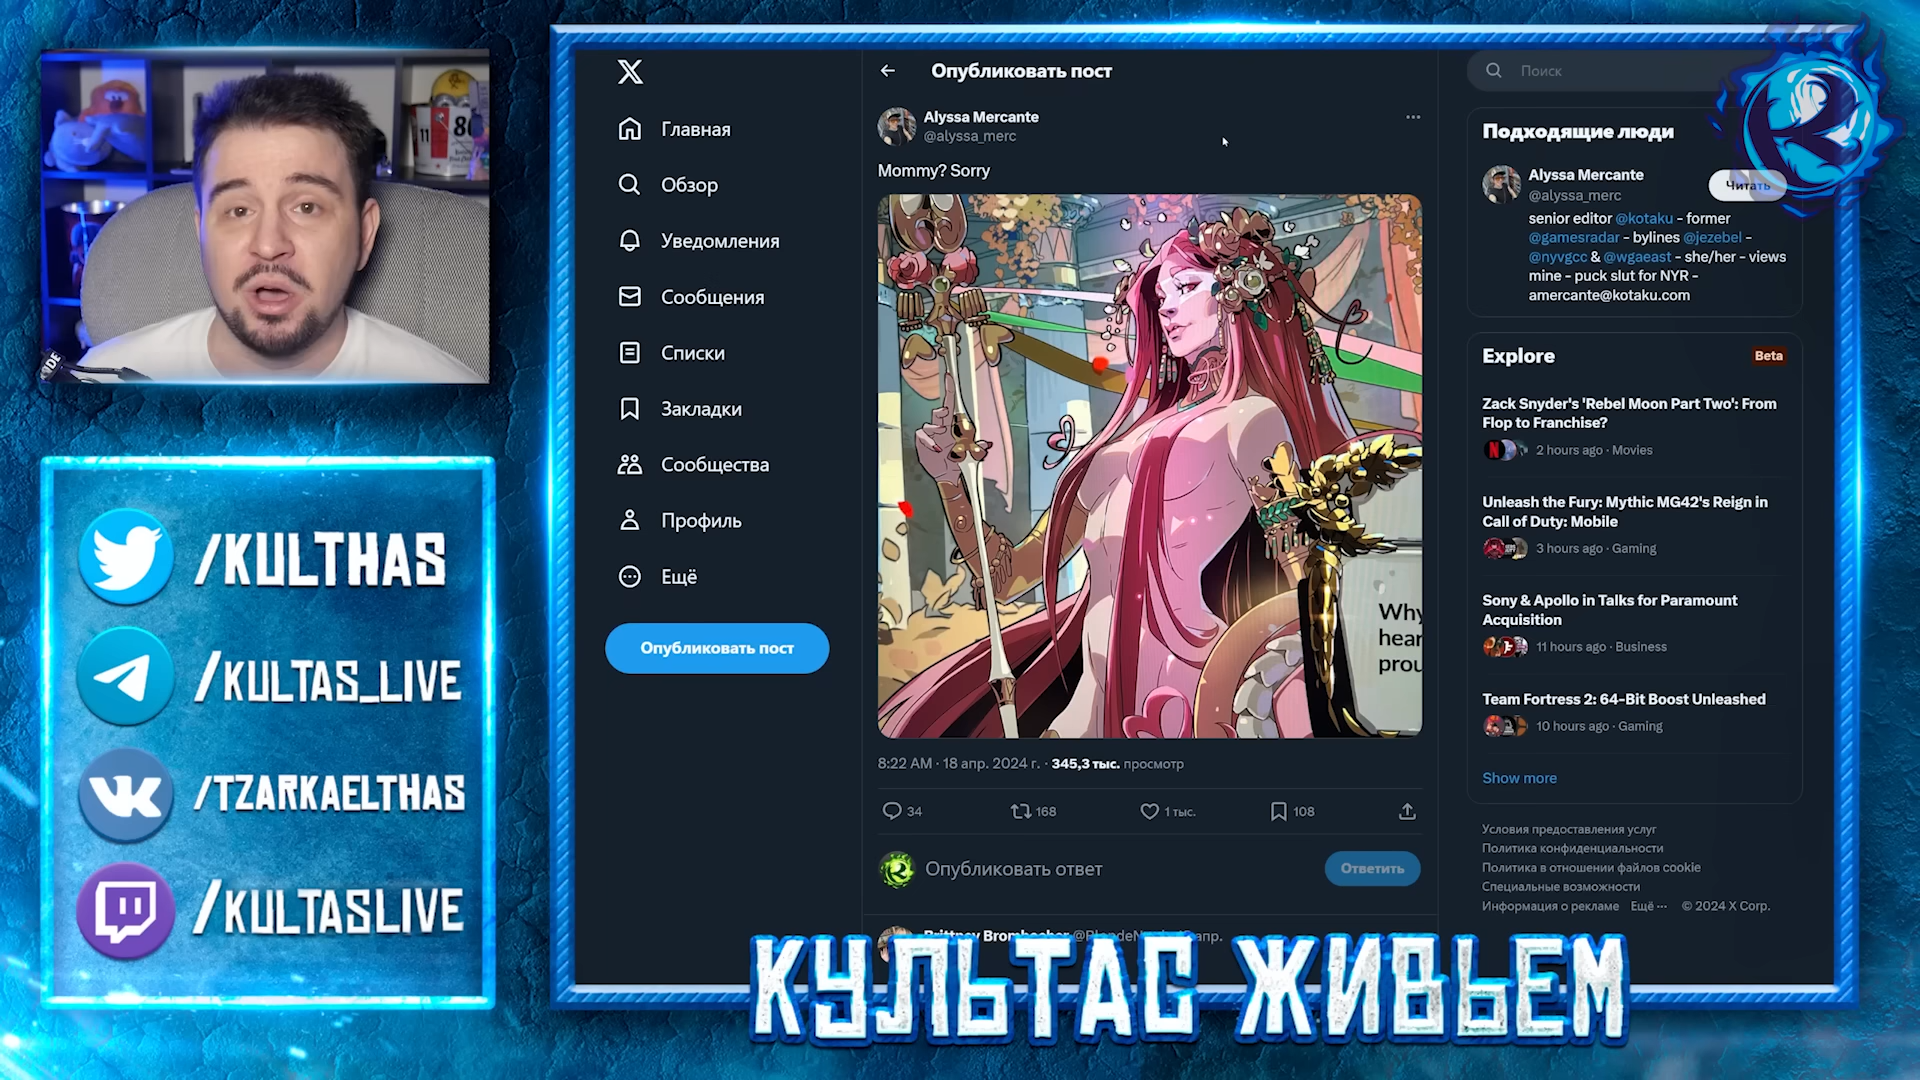 /KULTHAS
/KULTAS_LIVE
/TZARKAELTHAS
/KULTASLIVE
Главная
Обзор
Уведомления
Сообщения
Списки
Закладки
Сообщества
Профиль
Ещё
Опубликовать пост
Опубликовать пост
Alyssa Mercante
@alyssa_merc
Mommy? Sorry
Why
hear
prou
8:22 AM · 18 апр. 2024 г. · 345,3 тыс. просмотр
34
168
1 тыс.
108
Опубликовать ответ
Ответить
Brittney
апр.
Поиск
Подходящие люди
Alyssa Mercante
@alyssa_merc
Читать
senior editor @kotaku - former
@gamesradar - bylines @jezebel -
@nyvgcc & @wgaeast - she/her - views
mine - puck slut for NYR -
amercante@kotaku.com
Explore
Beta
Zack Snyder's 'Rebel Moon Part Two': From
Flop to Franchise?
2 hours ago · Movies
Unleash the Fury: Mythic MG42's Reign in
Call of Duty: Mobile
3 hours ago · Gaming
Sony & Apollo in Talks for Paramount
Acquisition
11 hours ago · Business
Team Fortress 2: 64-Bit Boost Unleashed
10 hours ago · Gaming
Show more
Условия предоставления услуг
Политика конфиденциальности
Политика в отношении файлов cookie
Специальные возможности
Информация о рекламе Ещё ··· © 2024 X Corp.
КУЛЬТАС ЖИВЬЕМ